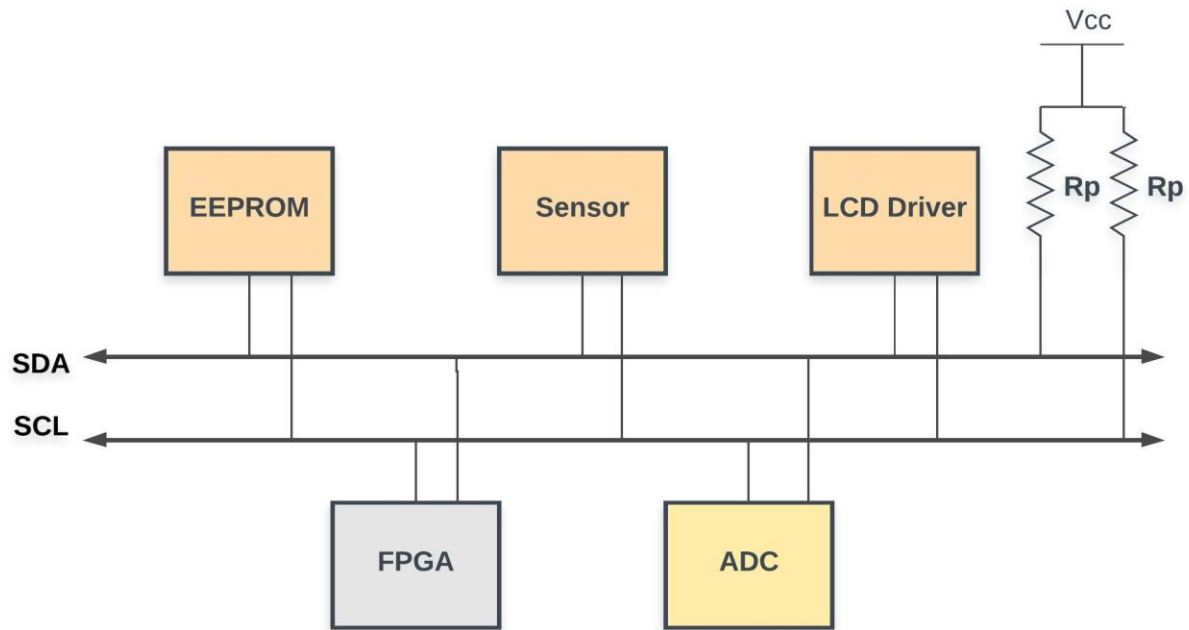 Vcc
EEPROM
Sensor
LCD Driver
Rp
Rp
SDA
SCL
FPGA
ADC